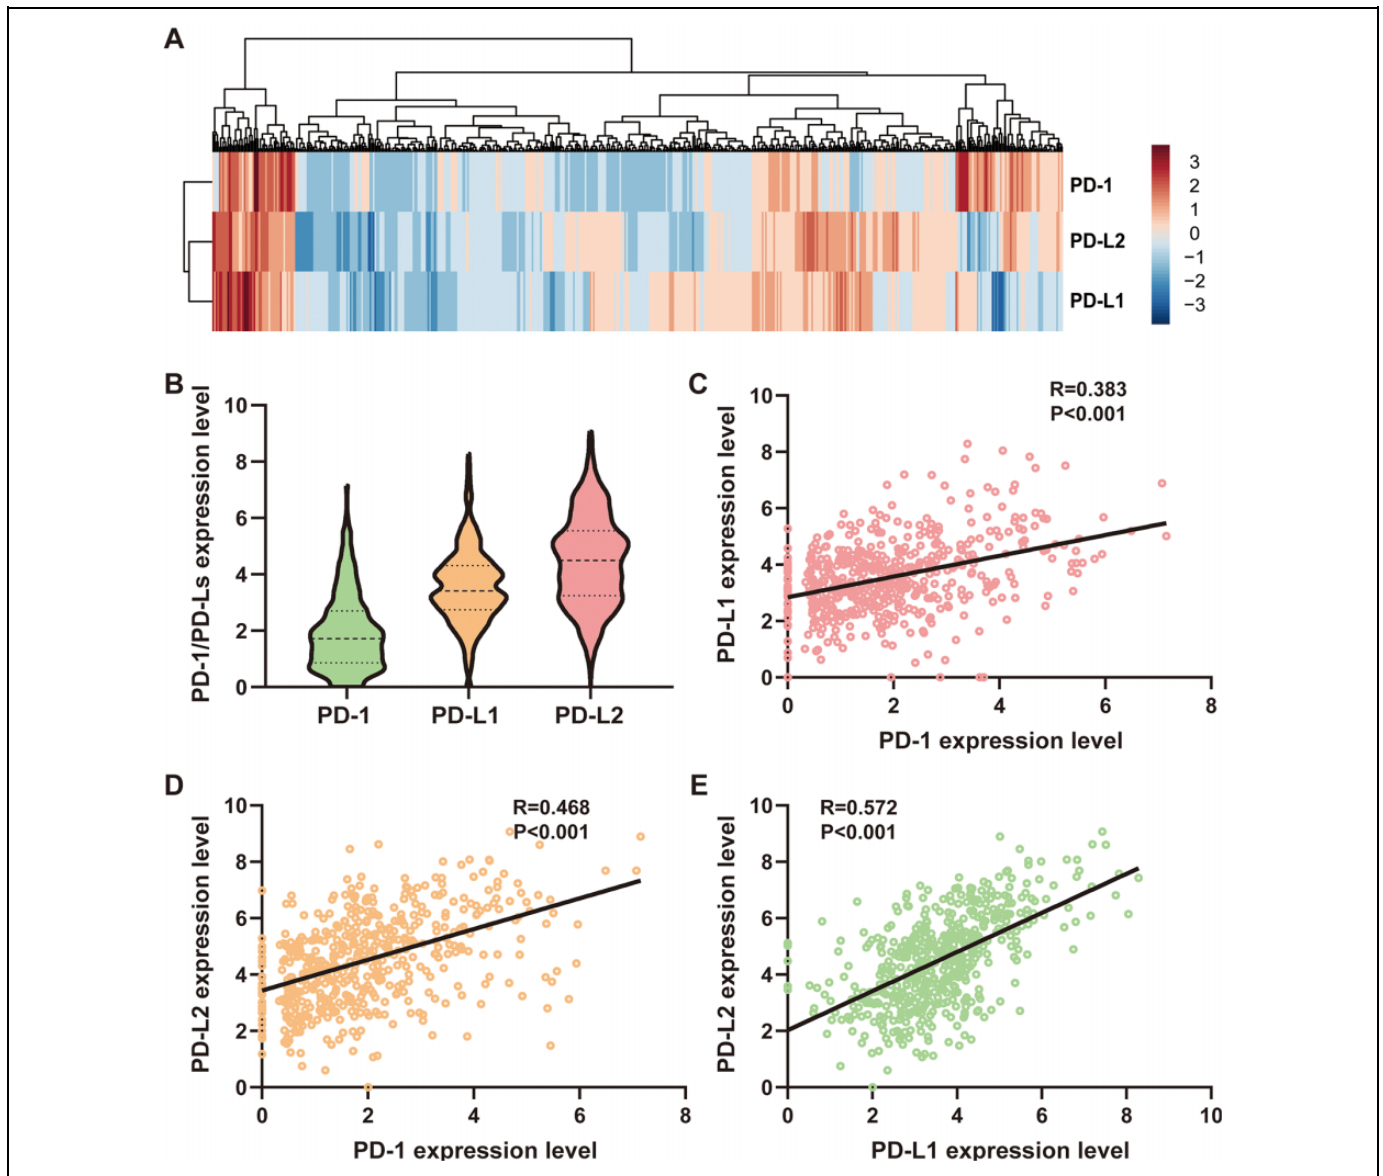 A
PD-1
PD-L2
PD-L1
3
2
1
0
−1
−2
−3
B
PD-1/PD-Ls expression level
10
8
6
4
2
0
PD-1
PD-L1
PD-L2
C
R=0.383
P<0.001
PD-L1 expression level
10
8
6
4
2
0
0
2
4
6
8
PD-1 expression level
D
R=0.468
P<0.001
PD-L2 expression level
10
8
6
4
2
0
0
2
4
6
8
PD-1 expression level
E
R=0.572
P<0.001
PD-L2 expression level
10
8
6
4
2
0
0
2
4
6
8
10
PD-L1 expression level